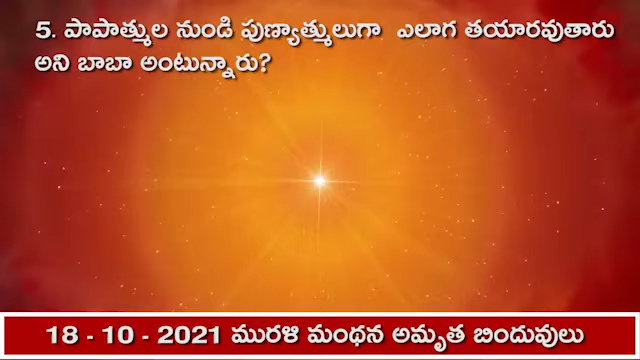 5. పాపాత్ముల నుండి పుణ్యాత్ములుగా ఎలాగ తయారవుతారు
అని బాబా అంటున్నారు?
18 - 10 - 2021 మురళి మంథన అమృత బిందువులు